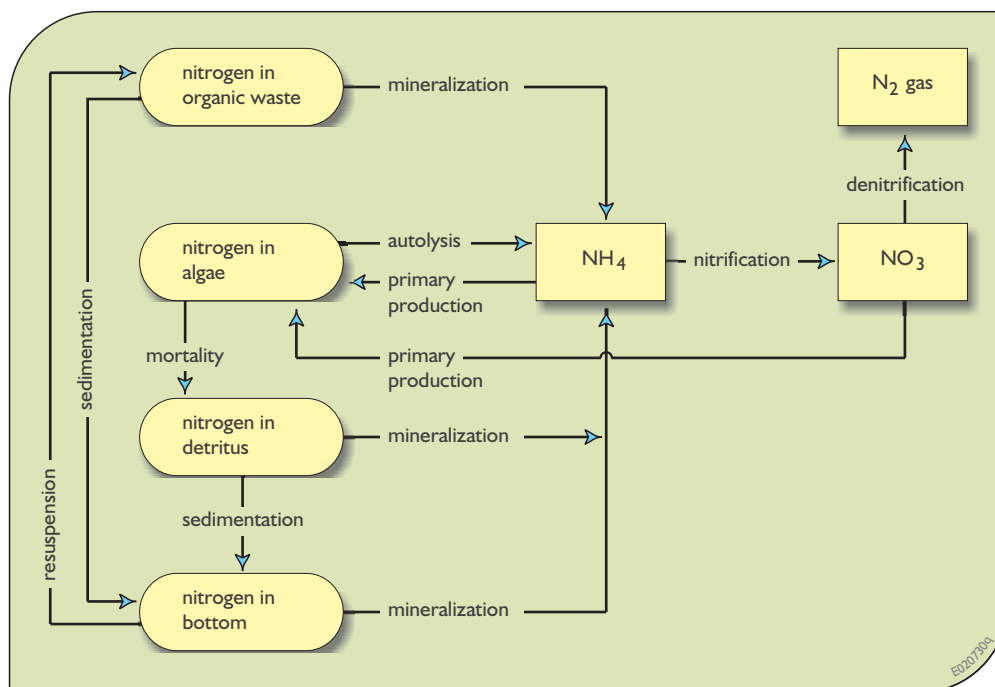 nitrogen in
organic waste
mineralization
N₂ gas
denitrification
nitrogen in
algae
autolysis
primary
production
NH₄
nitrification
NO₃
sedimentation
mortality
primary
production
nitrogen in
detritus
mineralization
resuspension
sedimentation
nitrogen in
bottom
mineralization
E020730q